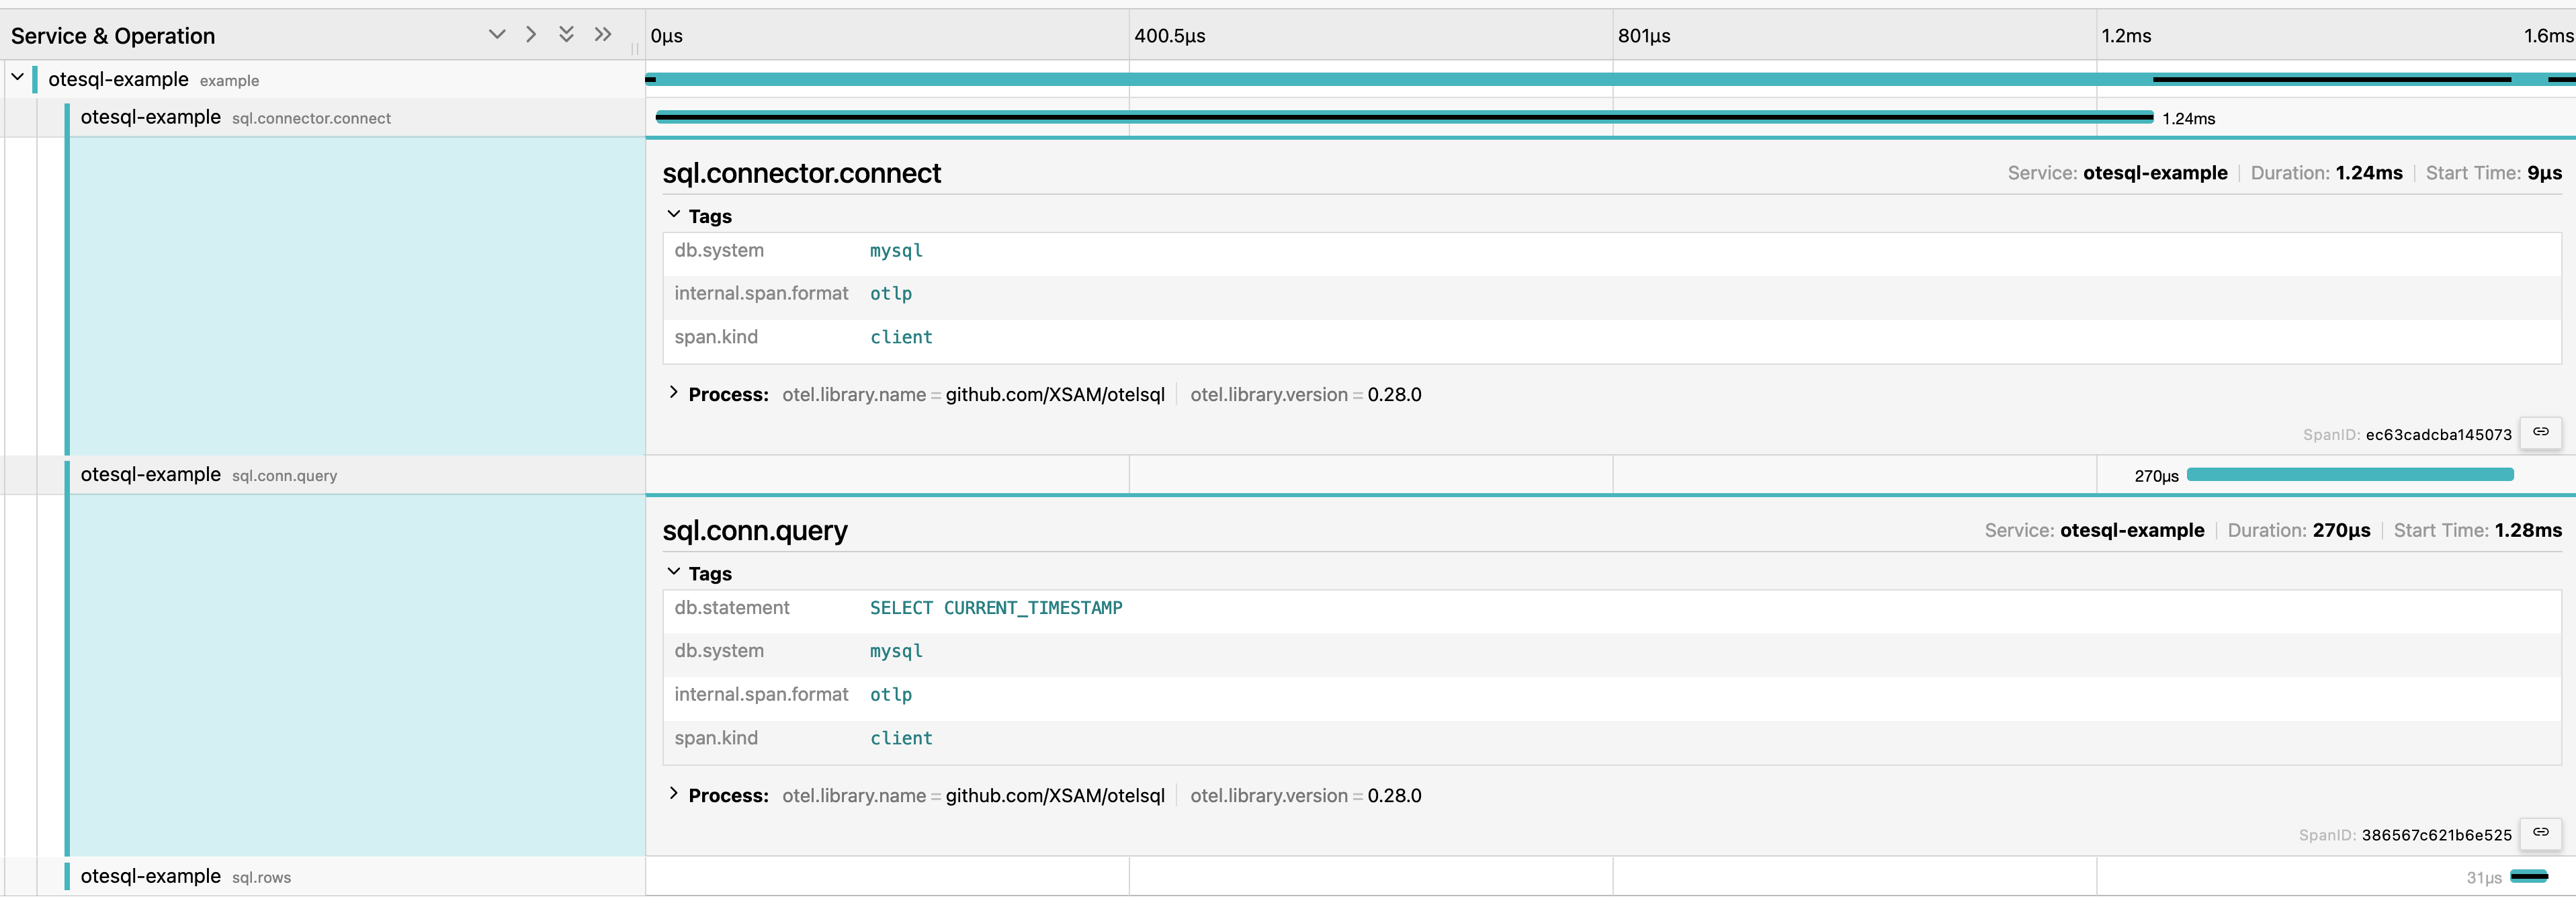 Service & Operation 0µs 400.5µs 801µs 1.2ms 1.6ms
otesql-example example
otesql-example sql.connector.connect 1.24ms
sql.connector.connect Service: otesql-example Duration: 1.24ms Start Time: 9µs
Tags
db.system mysql
internal.span.format otlp
span.kind client
Process: otel.library.name = github.com/XSAM/otelsql otel.library.version = 0.28.0
SpanID: ec63cadcba145073
otesql-example sql.conn.query 270µs
sql.conn.query Service: otesql-example Duration: 270µs Start Time: 1.28ms
Tags
db.statement SELECT CURRENT_TIMESTAMP
db.system mysql
internal.span.format otlp
span.kind client
Process: otel.library.name = github.com/XSAM/otelsql otel.library.version = 0.28.0
SpanID: 386567c621b6e525
otesql-example sql.rows 31µs